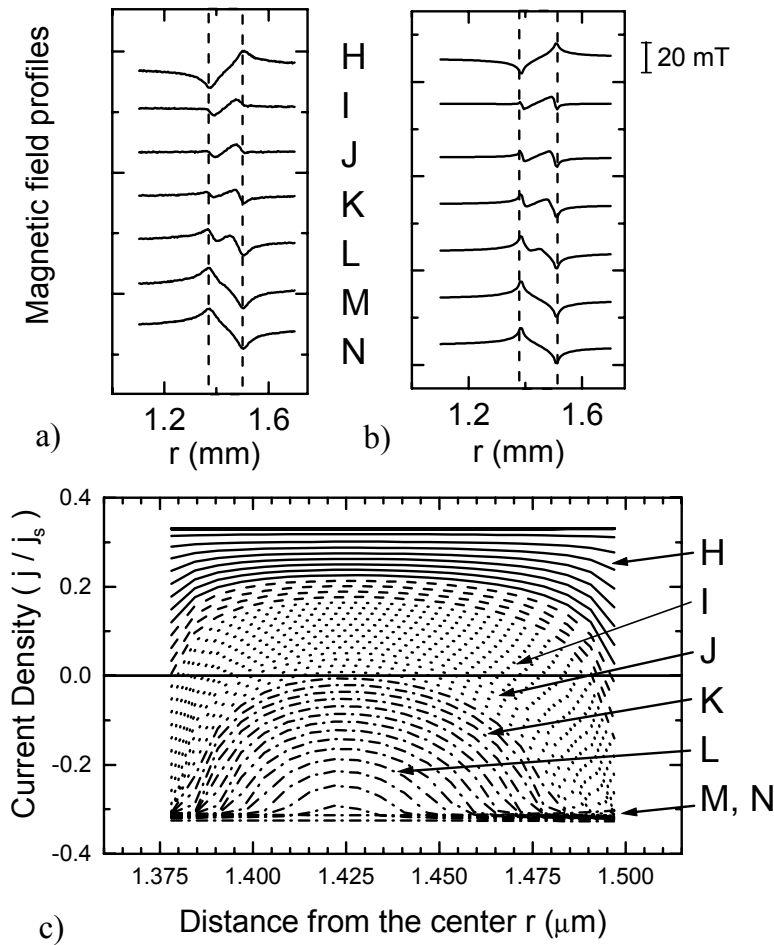 Magnetic field profiles
H
I
J
K
L
M
N
20 mT
1.2
1.6
r (mm)
a)
1.2
1.6
r (mm)
b)
Current Density ( j / js )
0.4
0.2
0.0
-0.2
-0.4
H
I
J
K
L
M, N
1.375
1.400
1.425
1.450
1.475
1.500
c)
Distance from the center r (μm)